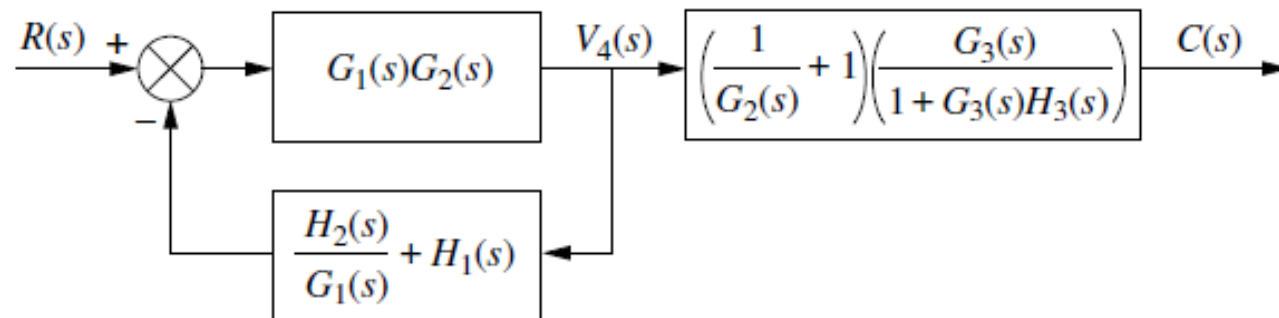 R(s)
+
−
G₁(s)G₂(s)
V₄(s)
(1/G₂(s) + 1)(G₃(s)/(1 + G₃(s)H₃(s)))
C(s)
H₂(s)/G₁(s) + H₁(s)